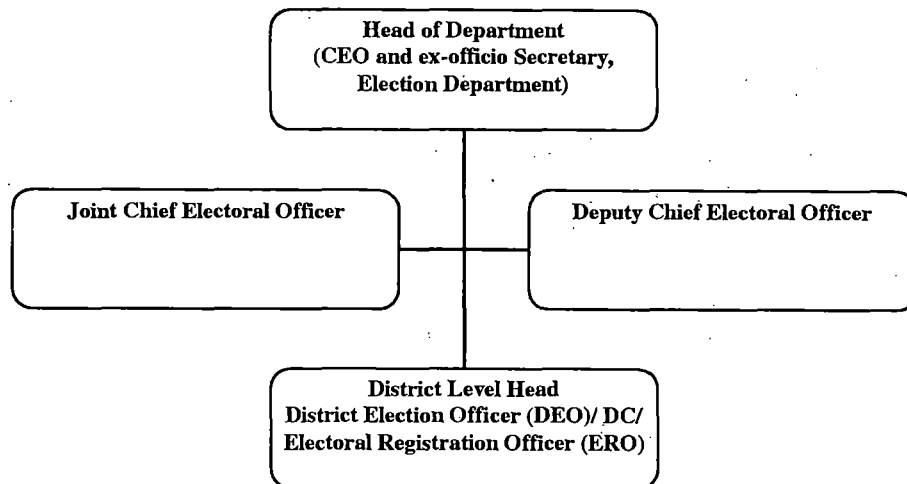 Head of Department
(CEO and ex-officio Secretary,
Election Department)
Joint Chief Electoral Officer
Deputy Chief Electoral Officer
District Level Head
District Election Officer (DEO)/ DC/
Electoral Registration Officer (ERO)